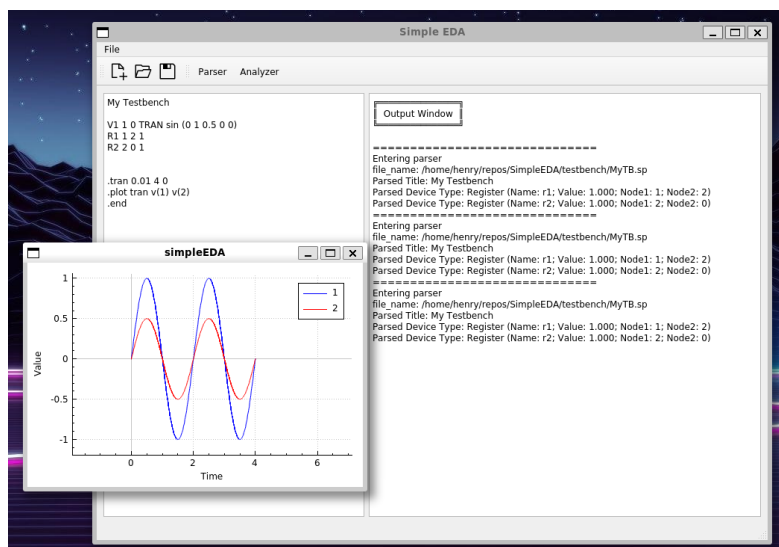 Simple EDA
File
Parser Analyzer
My Testbench
V1 1 0 TRAN sin (0 1 0.5 0 0)
R1 1 2 1
R2 2 0 1
.tran 0.01 4 0
.plot tran v(1) v(2)
.end
Output Window
==============================
Entering parser
file_name: /home/henry/repos/SimpleEDA/testbench/MyTB.sp
Parsed Title: My Testbench
Parsed Device Type: Register (Name: r1; Value: 1.000; Node1: 1; Node2: 2)
Parsed Device Type: Register (Name: r2; Value: 1.000; Node1: 2; Node2: 0)
==============================
Entering parser
file_name: /home/henry/repos/SimpleEDA/testbench/MyTB.sp
Parsed Title: My Testbench
Parsed Device Type: Register (Name: r1; Value: 1.000; Node1: 1; Node2: 2)
Parsed Device Type: Register (Name: r2; Value: 1.000; Node1: 2; Node2: 0)
==============================
Entering parser
file_name: /home/henry/repos/SimpleEDA/testbench/MyTB.sp
Parsed Title: My Testbench
Parsed Device Type: Register (Name: r1; Value: 1.000; Node1: 1; Node2: 2)
Parsed Device Type: Register (Name: r2; Value: 1.000; Node1: 2; Node2: 0)
simpleEDA
1
2
1
0.5
0
-0.5
-1
Value
0 2 4 6
Time